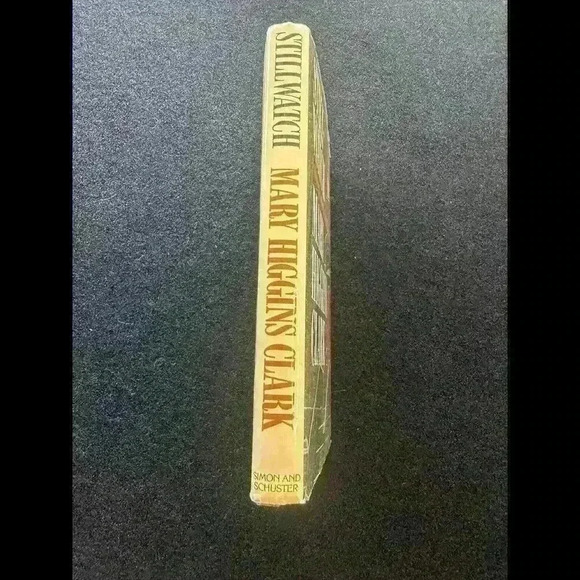 STILLWATCH
MARY HIGGINS CLARK
SIMON AND
SCHUSTER